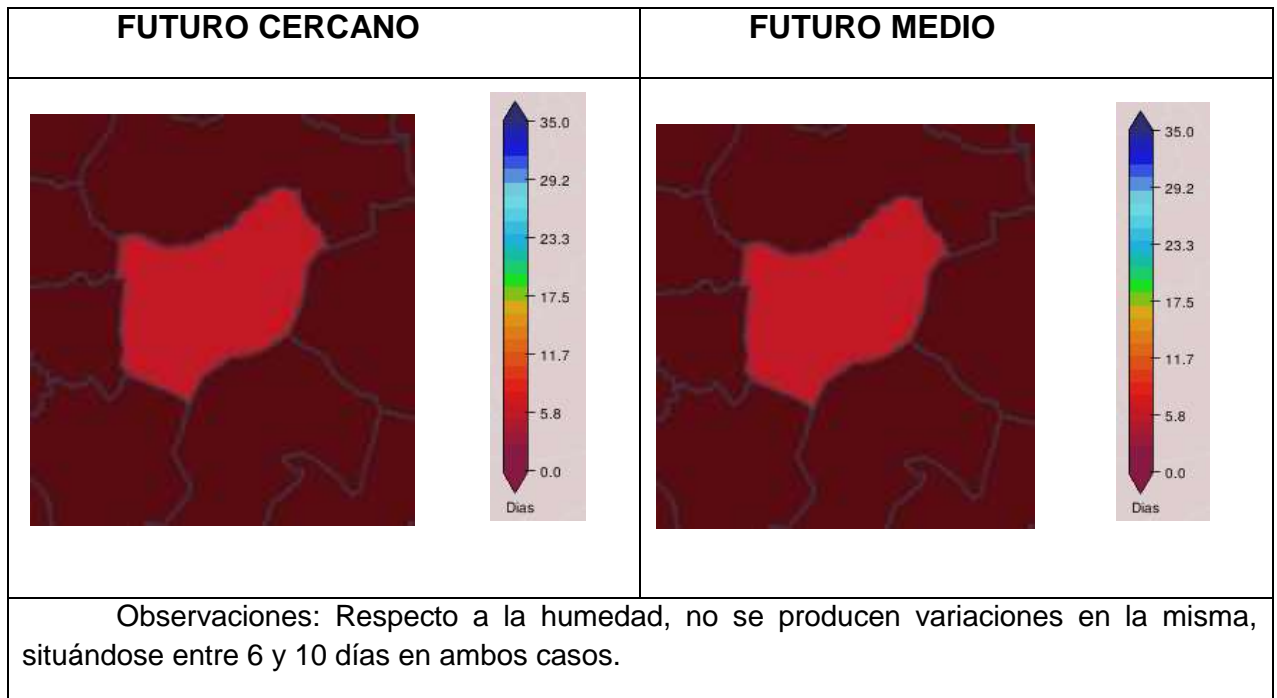 FUTURO CERCANO
FUTURO MEDIO
35.0
29.2
23.3
17.5
11.7
5.8
0.0
Dias
35.0
29.2
23.3
17.5
11.7
5.8
0.0
Dias
Observaciones: Respecto a la humedad, no se producen variaciones en la misma,
situándose entre 6 y 10 días en ambos casos.